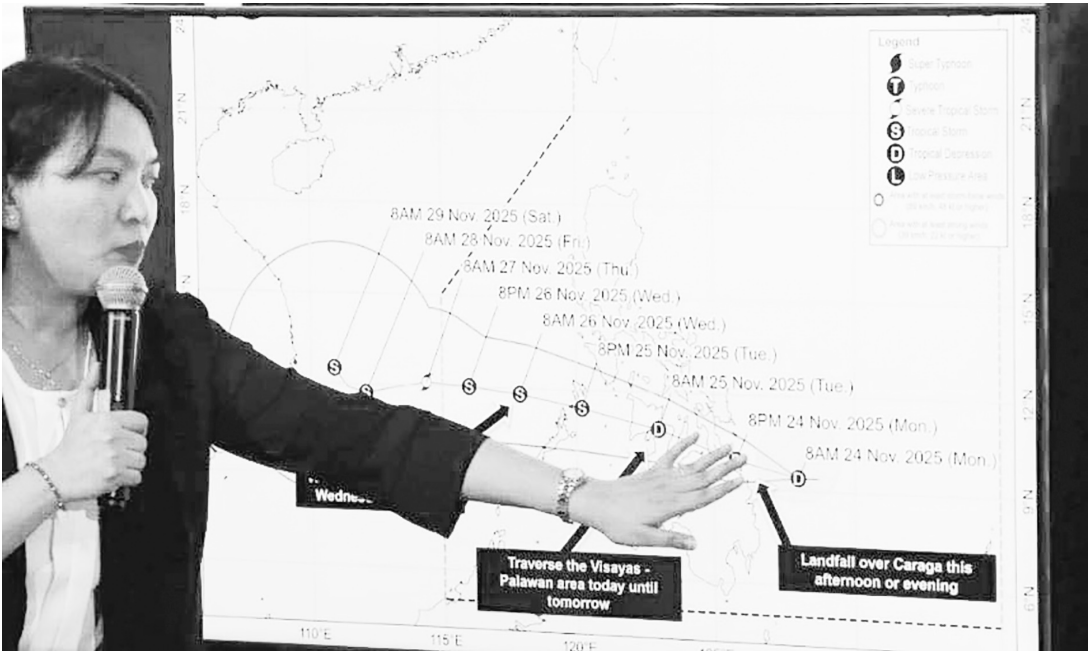 24
21 N
18 N
N
24
21 N
18 N
15 N
12 N
9 N
6 N
Legend
Super Typhoon
T Typhoon
Severe Tropical Storm
S Tropical Storm
D Tropical Depression
L Low Pressure Area
8AM 29 Nov. 2025 (Sat.)
8AM 28 Nov. 2025 (Fri.)
8AM 27 Nov. 2025 (Thu.)
8PM 26 Nov. 2025 (Wed.)
8AM 26 Nov. 2025 (Wed.)
8PM 25 Nov. 2025 (Tue.)
8AM 25 Nov. 2025 (Tue.)
8PM 24 Nov. 2025 (Mon.)
8AM 24 Nov. 2025 (Mon.)
S
S
S
S
S
D
D
Traverse the Visayas -
Palawan area today until
tomorrow
Landfall over Caraga this
afternoon or evening
110°E
115°E
120°E